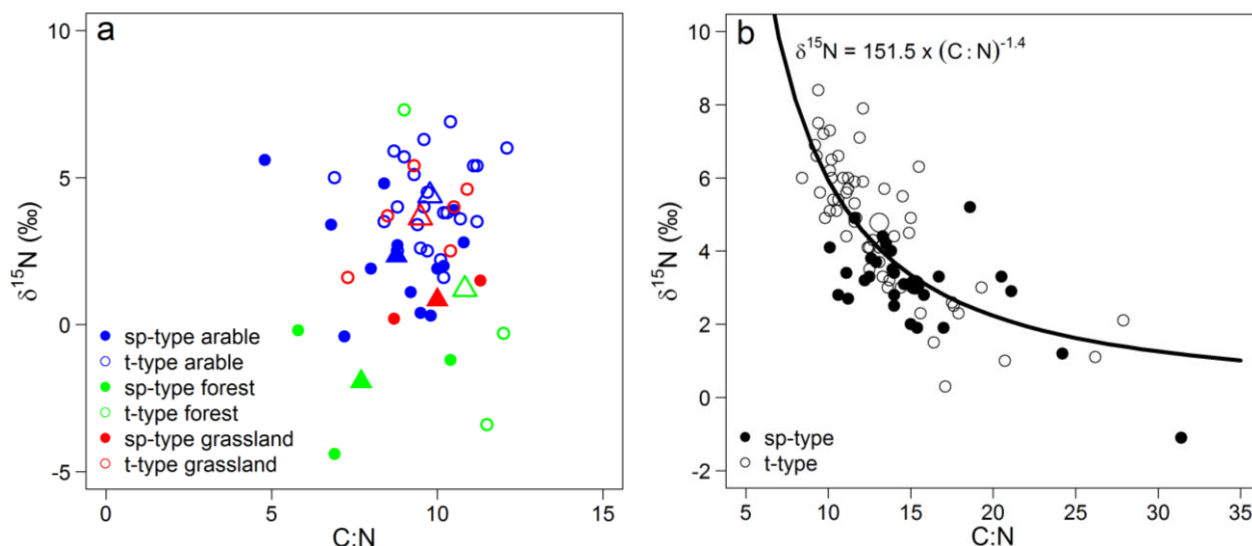 a
10
5
0
-5
δ15N (‰)
sp-type arable
t-type arable
sp-type forest
t-type forest
sp-type grassland
t-type grassland
0 5 10 15
C:N
b
δ15N = 151.5 x (C:N)-1.4
10
8
6
4
2
0
-2
δ15N (‰)
sp-type
t-type
5 10 15 20 25 30 35
C:N